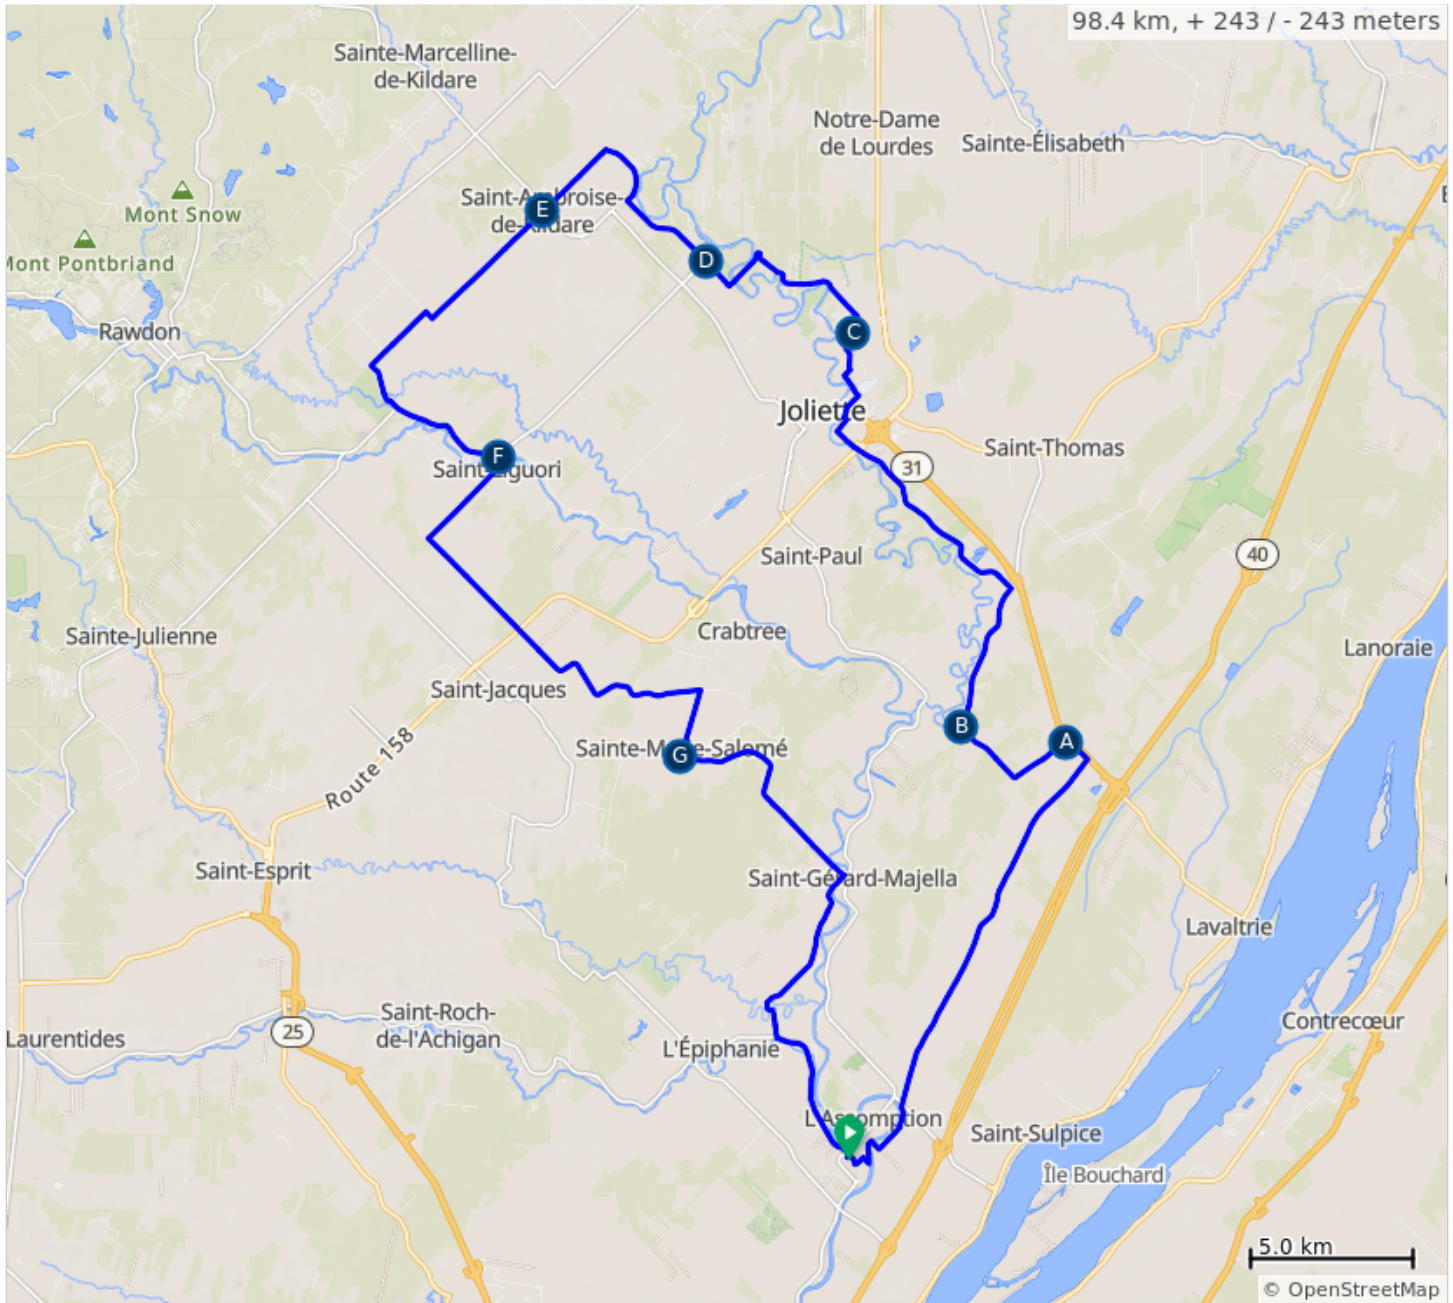 98.4 km, + 243 / - 243 meters
Sainte-Marcelline-
de-Kildare
Notre-Dame
de Lourdes
Sainte-Élisabeth
Mont Snow
E
Mont Pontbriand
D
Rawdon
C
Joliette
Saint-Thomas
31
F
40
Saint-Paul
Crabtree
Sainte-Julienne
Lanoraie
Saint-Jacques
B
A
G
Route 158
Saint-Esprit
Saint-Gérard-Majella
Lavaltrie
Saint-Roch-
de-l'Achigan
Contrecœur
25
Laurentides
L'Épiphanie
L'Assomption
Saint-Sulpice
Île Bouchard
5.0 km
© OpenStreetMap